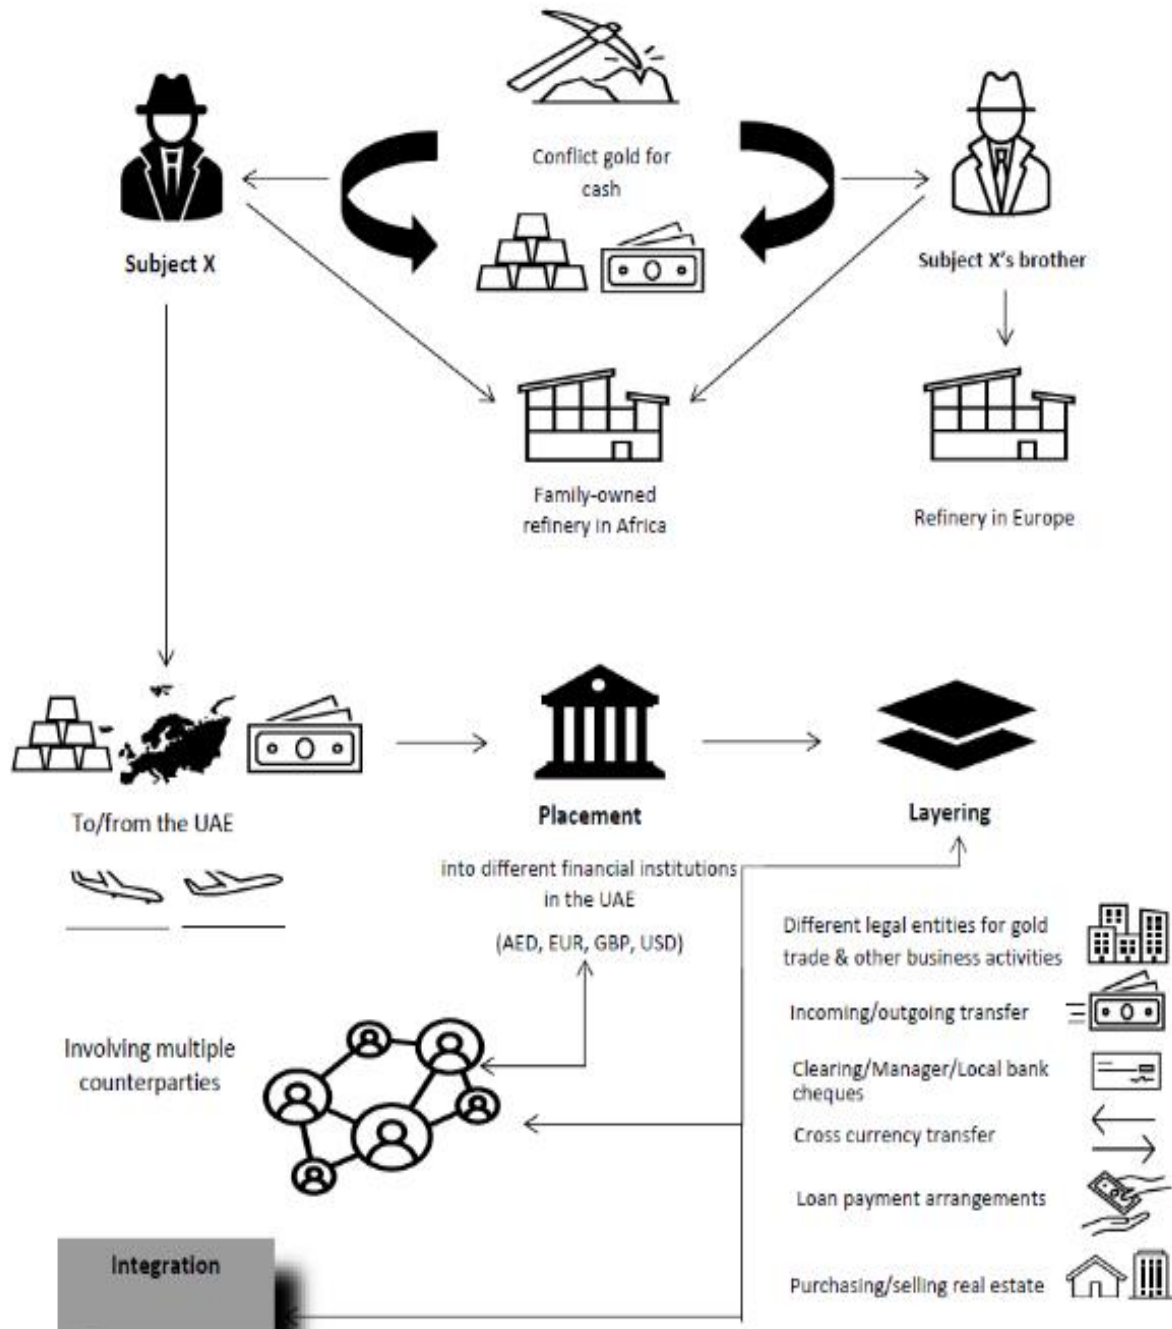 Conflict gold for
cash
Subject X
Subject X's brother
Family-owned
refinery in Africa
Refinery in Europe
To/from the UAE
Placement
Layering
into different financial institutions
in the UAE
(AED, EUR, GBP, USD)
Different legal entities for gold
trade & other business activities
Incoming/outgoing transfer
Involving multiple
counterparties
Clearing/Manager/Local bank
cheques
Cross currency transfer
Loan payment arrangements
Integration
Purchasing/selling real estate